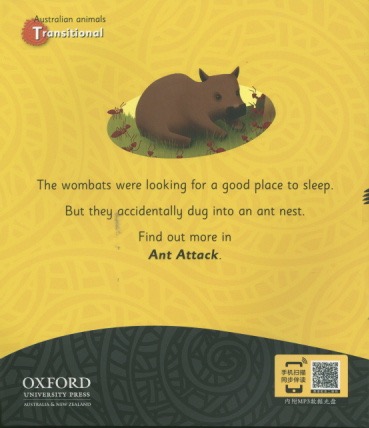 Australian animals
Transitional
The wombats were looking for a good place to sleep.
But they accidentally dug into an ant nest.
Find out more in
Ant Attack.
手机扫描
同步伴读
OXFORD
UNIVERSITY PRESS
AUSTRALIA & NEW ZEALAND
内附MP3数据光盘